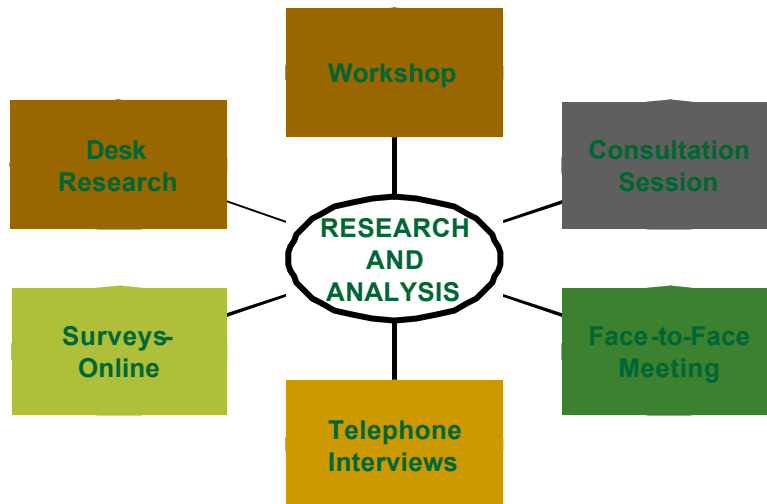 Workshop
Desk
Research
Consultation
Session
RESEARCH
AND
ANALYSIS
Surveys-
Online
Face-to-Face
Meeting
Telephone
Interviews